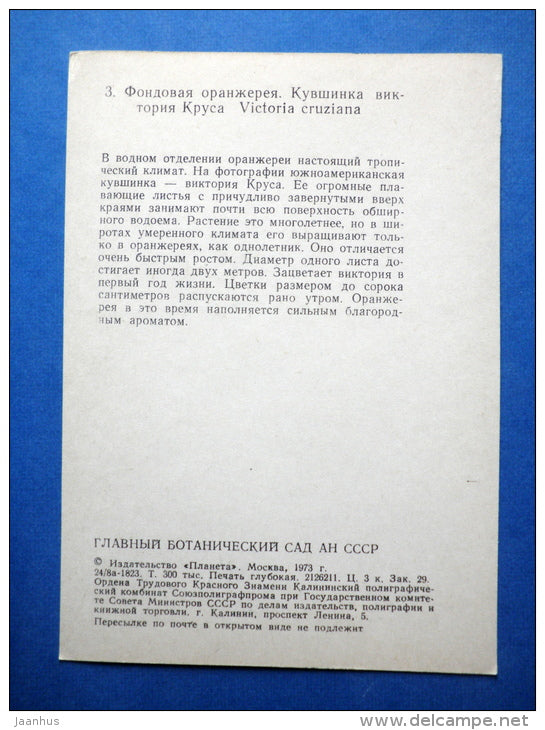 3. Фондовая оранжерея. Кувшинка вик-
тория Круса Victoria cruziana
В водном отделении оранжереи настоящий тропи-
ческий климат. На фотографии южноамериканская
кувшинка — виктория Круса. Ее огромные пла-
вающие листья с причудливо завернутыми вверх
краями занимают почти всю поверхность обшир-
ного водоема. Растение это многолетнее, но в ши-
ротах умеренного климата его выращивают толь-
ко в оранжереях, как однолетник. Оно отличается
очень быстрым ростом. Диаметр одного листа до-
стигает иногда двух метров. Зацветает виктория в
первый год жизни. Цветки размером до сорока
сантиметров распускаются рано утром. Оранже-
рея в это время наполняется сильным благород-
ным ароматом.
ГЛАВНЫЙ БОТАНИЧЕСКИЙ САД АН СССР
© Издательство «Планета». Москва, 1973 г.
24/8а-1823. Т. 300 тыс. Печать глубокая. 2126211. Ц. 3 к. Зак. 29.
Ордена Трудового Красного Знамени Калининский полиграфиче-
ский комбинат Союзполиграфпрома при Государственном комите-
те Совета Министров СССР по делам издательств, полиграфии и
книжной торговли. г. Калинин, проспект Ленина, 5.
Пересылке по почте в открытом виде не подлежит
jaanhus
www.delcampe.net